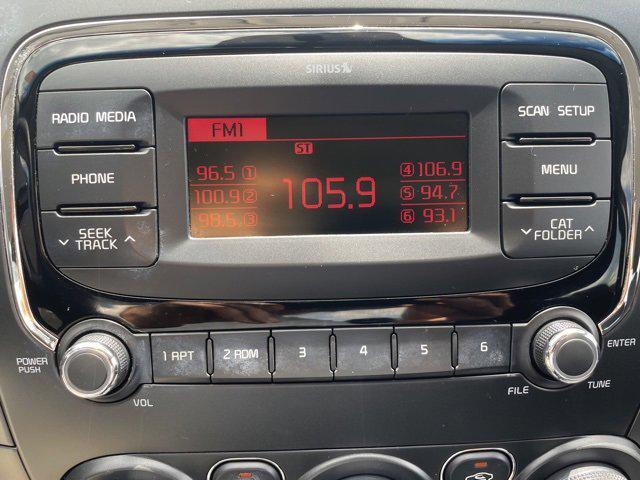 SIRIUS
RADIO MEDIA
PHONE
SEEK
TRACK
FM1
ST
96.5 1
100.9 2
98.6 3
105.9
4 106.9
5 94.7
6 93.1
SCAN SETUP
MENU
CAT
FOLDER
POWER
PUSH
VOL
1 RPT
2 RDM
3
4
5
6
FILE
TUNE
ENTER